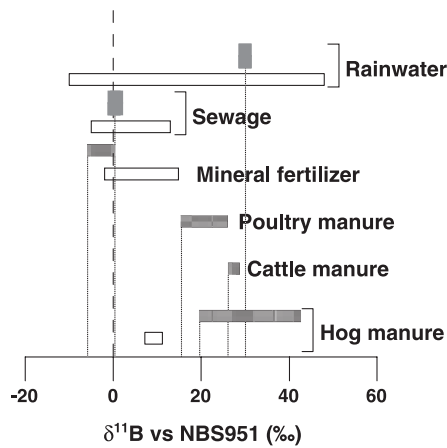 Rainwater
Sewage
Mineral fertilizer
Poultry manure
Cattle manure
Hog manure
-20 0 20 40 60
δ¹¹B vs NBS951 (‰)